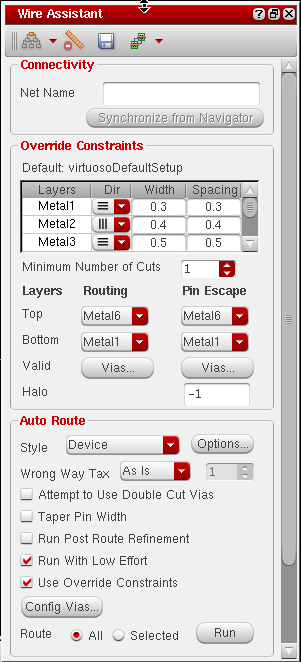 Wire Assistant
Connectivity
Net Name
Synchronize from Navigator
Override Constraints
Default: virtuosoDefaultSetup
Layers Dir Width Spacing
Metal1 0.3 0.3
Metal2 0.4 0.4
Metal3 0.5 0.5
Minimum Number of Cuts 1
Layers Routing Pin Escape
Top Metal6 Metal6
Bottom Metal1 Metal1
Valid Vias... Vias...
Halo -1
Auto Route
Style Device Options...
Wrong Way Tax As Is 1
Attempt to Use Double Cut Vias
Taper Pin Width
Run Post Route Refinement
Run With Low Effort
Use Override Constraints
Config Vias...
Route All Selected Run